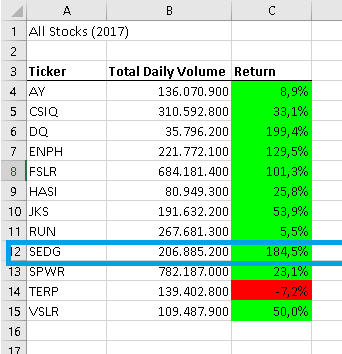 A B C
1 All Stocks (2017)
2
3 Ticker Total Daily Volume Return
4 AY 136.070.900 8,9%
5 CSIQ 310.592.800 33,1%
6 DQ 35.796.200 199,4%
7 ENPH 221.772.100 129,5%
8 FSLR 684.181.400 101,3%
9 HASI 80.949.300 25,8%
10 JKS 191.632.200 53,9%
11 RUN 267.681.300 5,5%
12 SEDG 206.885.200 184,5%
13 SPWR 782.187.000 23,1%
14 TERP 139.402.800 -7,2%
15 VSLR 109.487.900 50,0%
16
17